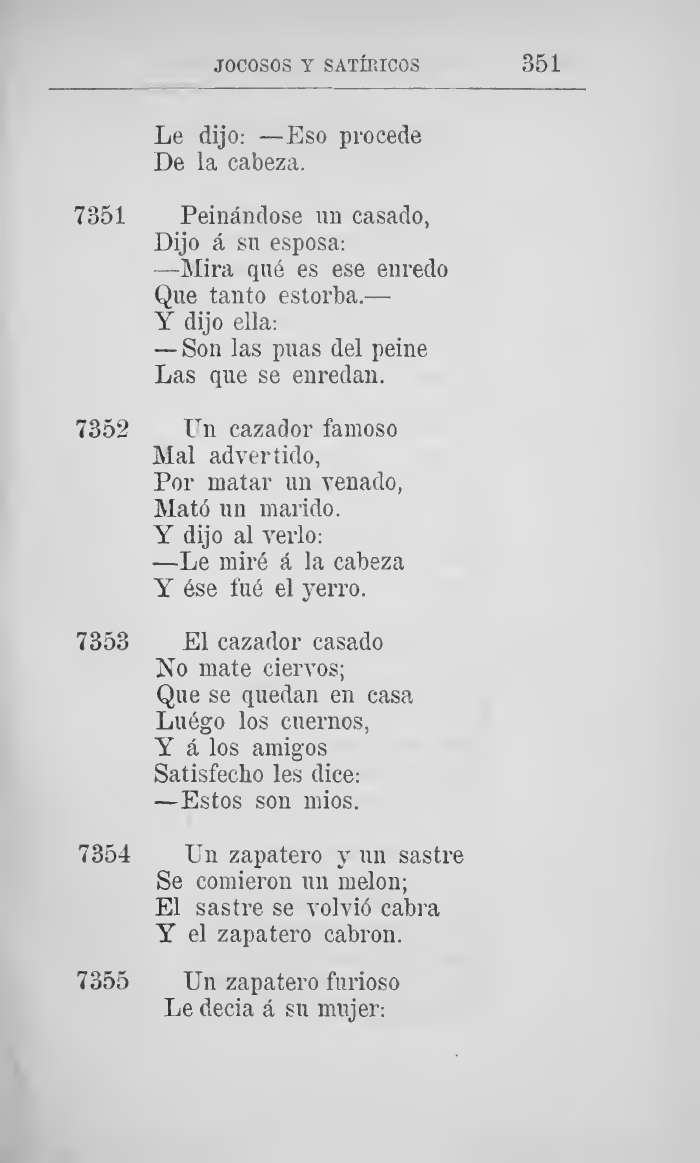 JOCOSOS Y SATÍRICOS 351
Le dijo: —Eso procede
De la cabeza.
7351 Peinándose un casado,
Dijo á su esposa:
—Mira qué es ese enredo
Que tanto estorba.—
Y dijo ella:
—Son las puas del peine
Las que se enredan.
7352 Un cazador famoso
Mal advertido,
Por matar un venado,
Mató un marido.
Y dijo al verlo:
—Le miré á la cabeza
Y ése fué el yerro.
7353 El cazador casado
No mate ciervos;
Que se quedan en casa
Luégo los cuernos,
Y á los amigos
Satisfecho les dice:
—Estos son mios.
7354 Un zapatero y un sastre
Se comieron un melon;
El sastre se volvió cabra
Y el zapatero cabron.
7355 Un zapatero furioso
Le decia á su mujer: